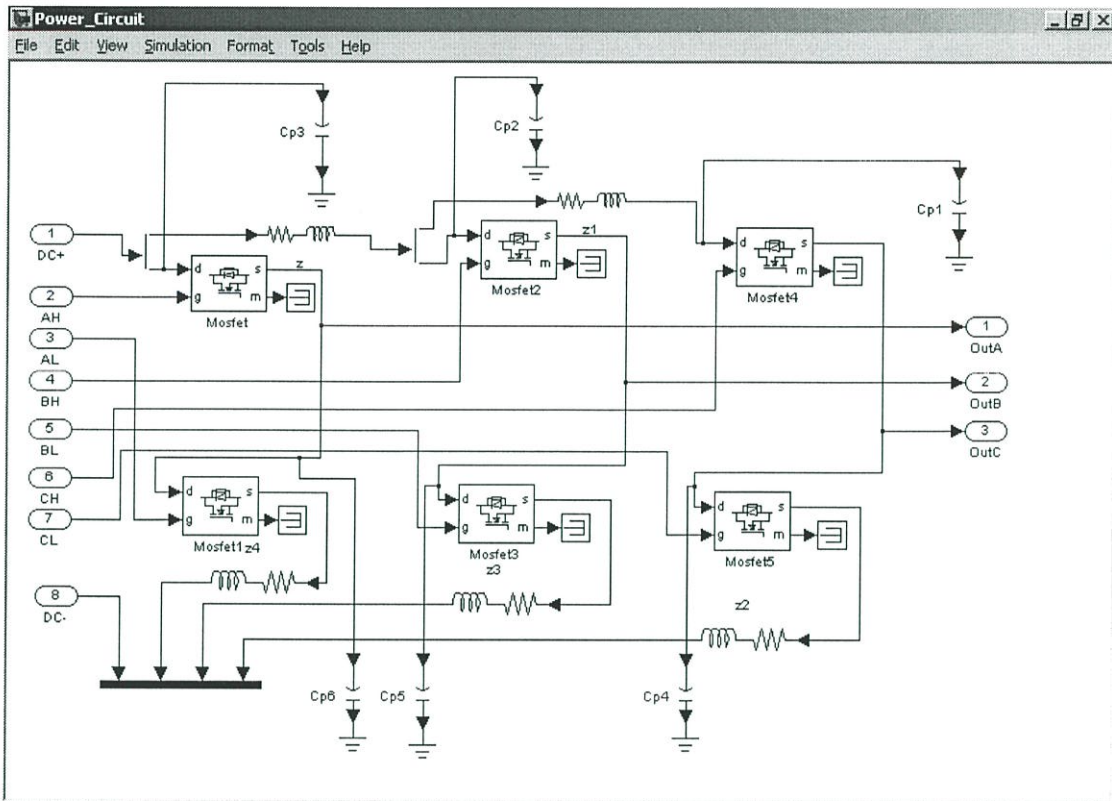 Power_Circuit
File Edit View Simulation Format Tools Help
Cp3
Cp2
Cp1
1
DC+
d s
g m
z
Mosfet
d s
g m
z1
Mosfet2
d s
g m
Mosfet4
2
AH
3
AL
4
BH
5
BL
6
CH
7
CL
8
DC-
1
OutA
2
OutB
3
OutC
d s
g m
Mosfet1
z4
d s
g m
Mosfet3
z3
d s
g m
Mosfet5
z2
Cp6
Cp5
Cp4